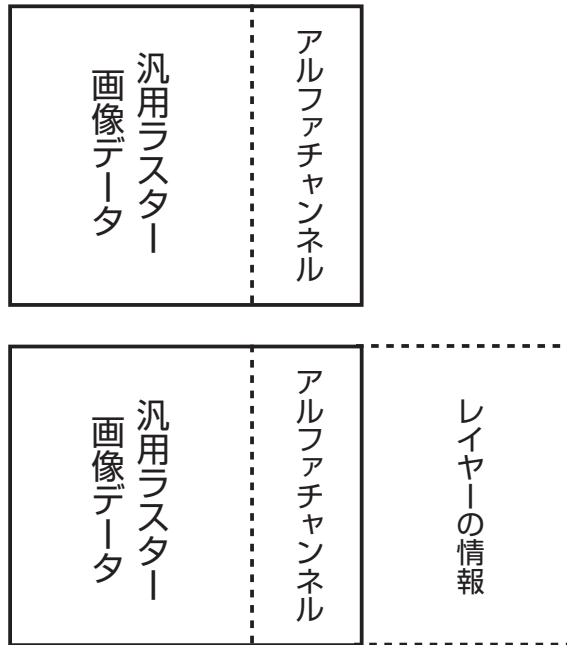 汎用ラスター
画像データ
アルファチャンネル
汎用ラスター
画像データ
アルファチャンネル
レイヤーの情報